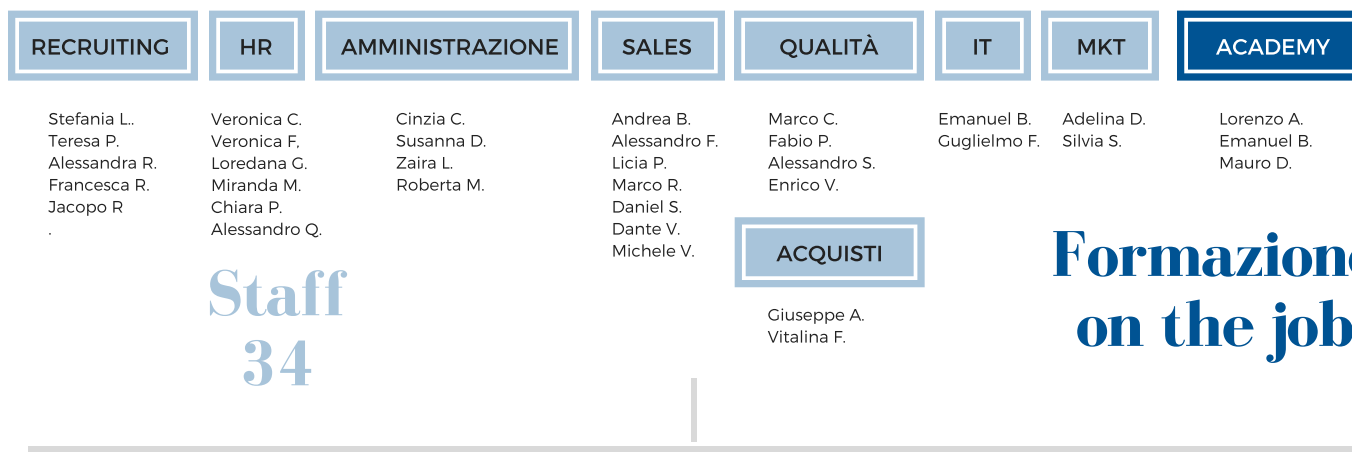 RECRUITING
Stefania L..
Teresa P.
Alessandra R.
Francesca R.
Jacopo R
.
HR
Veronica C.
Veronica F,
Loredana G.
Miranda M.
Chiara P.
Alessandro Q.
AMMINISTRAZIONE
Cinzia C.
Susanna D.
Zaira L.
Roberta M.
SALES
Andrea B.
Alessandro F.
Licia P.
Marco R.
Daniel S.
Dante V.
Michele V.
QUALITÀ
Marco C.
Fabio P.
Alessandro S.
Enrico V.
ACQUISTI
Giuseppe A.
Vitalina F.
IT
Emanuel B.
Guglielmo F.
MKT
Adelina D.
Silvia S.
ACADEMY
Lorenzo A.
Emanuel B.
Mauro D.
Staff
34
Formazione
on the job